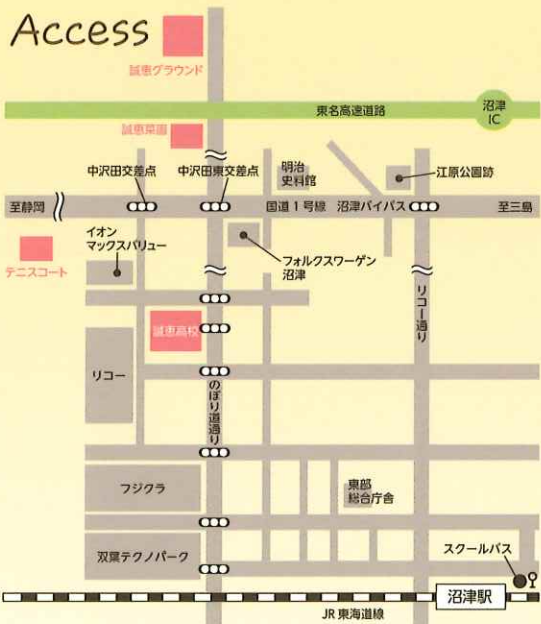 Access
誠恵グラウンド
東名高速道路
沼津
IC
誠恵菜園
中沢田交差点
中沢田東交差点
明治
史料館
江原公園跡
至静岡
国道1号線
沼津バイパス
至三島
イオン
マックスバリュー
テニスコート
フォルクスワーゲン
沼津
リコー通り
誠恵高校
リコー
のぼり道通り
フジクラ
東部
総合庁舎
双葉テクノパーク
スクールバス
沼津駅
JR東海道線